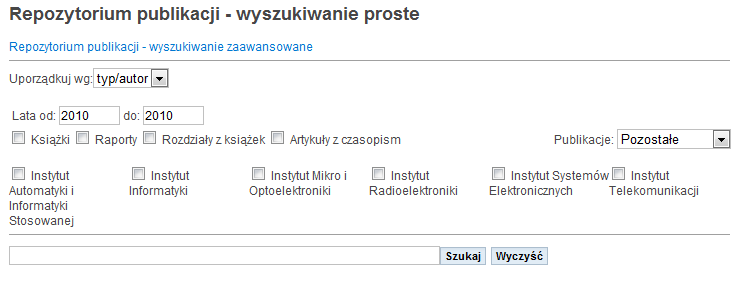 Repozytorium publikacji - wyszukiwanie proste
Repozytorium publikacji - wyszukiwanie zaawansowane
Uporządkuj wg: typ/autor
Lata od: 2010 do: 2010
Książki Raporty Rozdziały z książek Artykuły z czasopism Publikacje: Pozostałe
Instytut Automatyki i Informatyki Stosowanej
Instytut Informatyki
Instytut Mikro i Optoelektroniki
Instytut Radioelektroniki
Instytut Systemów Elektronicznych
Instytut Telekomunikacji
Szukaj Wyczyść